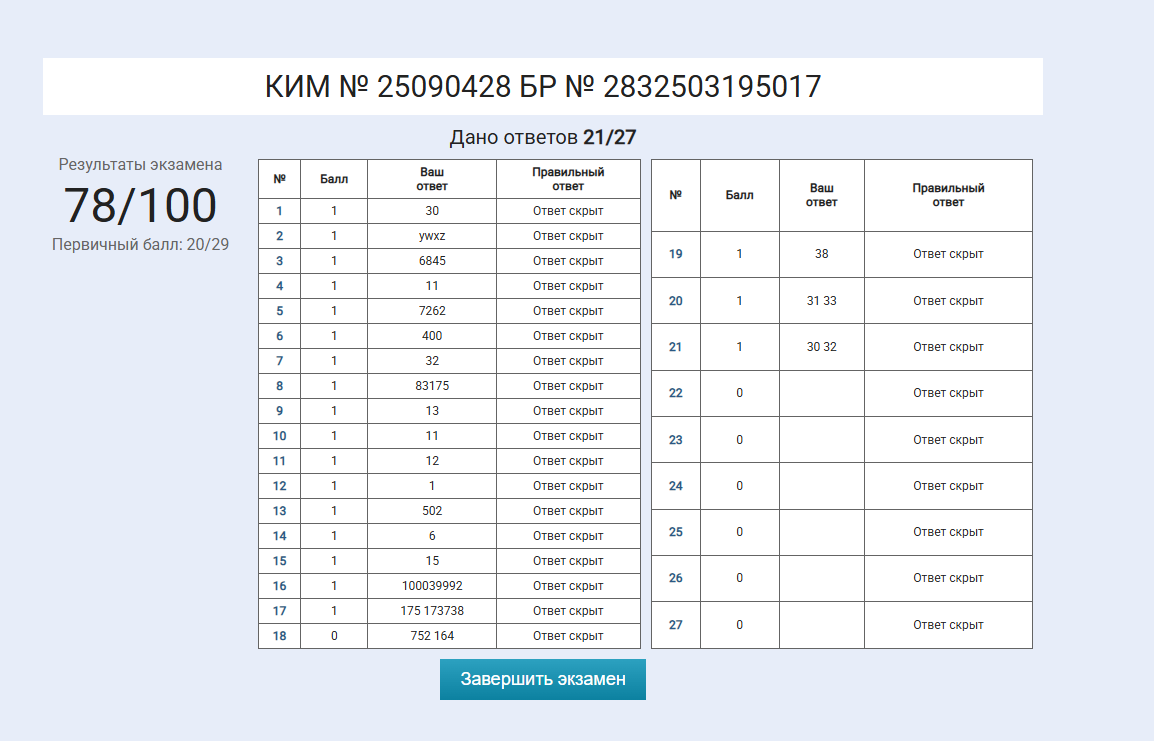 КИМ № 25090428 БР № 2832503195017
Дано ответов 21/27
Результаты экзамена
78/100
Первичный балл: 20/29
№ Балл Ваш ответ Правильный ответ
1 1 30 Ответ скрыт
2 1 ywxz Ответ скрыт
3 1 6845 Ответ скрыт
4 1 11 Ответ скрыт
5 1 7262 Ответ скрыт
6 1 400 Ответ скрыт
7 1 32 Ответ скрыт
8 1 83175 Ответ скрыт
9 1 13 Ответ скрыт
10 1 11 Ответ скрыт
11 1 12 Ответ скрыт
12 1 1 Ответ скрыт
13 1 502 Ответ скрыт
14 1 6 Ответ скрыт
15 1 15 Ответ скрыт
16 1 100039992 Ответ скрыт
17 1 175 173738 Ответ скрыт
18 0 752 164 Ответ скрыт
№ Балл Ваш ответ Правильный ответ
19 1 38 Ответ скрыт
20 1 31 33 Ответ скрыт
21 1 30 32 Ответ скрыт
22 0 Ответ скрыт
23 0 Ответ скрыт
24 0 Ответ скрыт
25 0 Ответ скрыт
26 0 Ответ скрыт
27 0 Ответ скрыт
Завершить экзамен